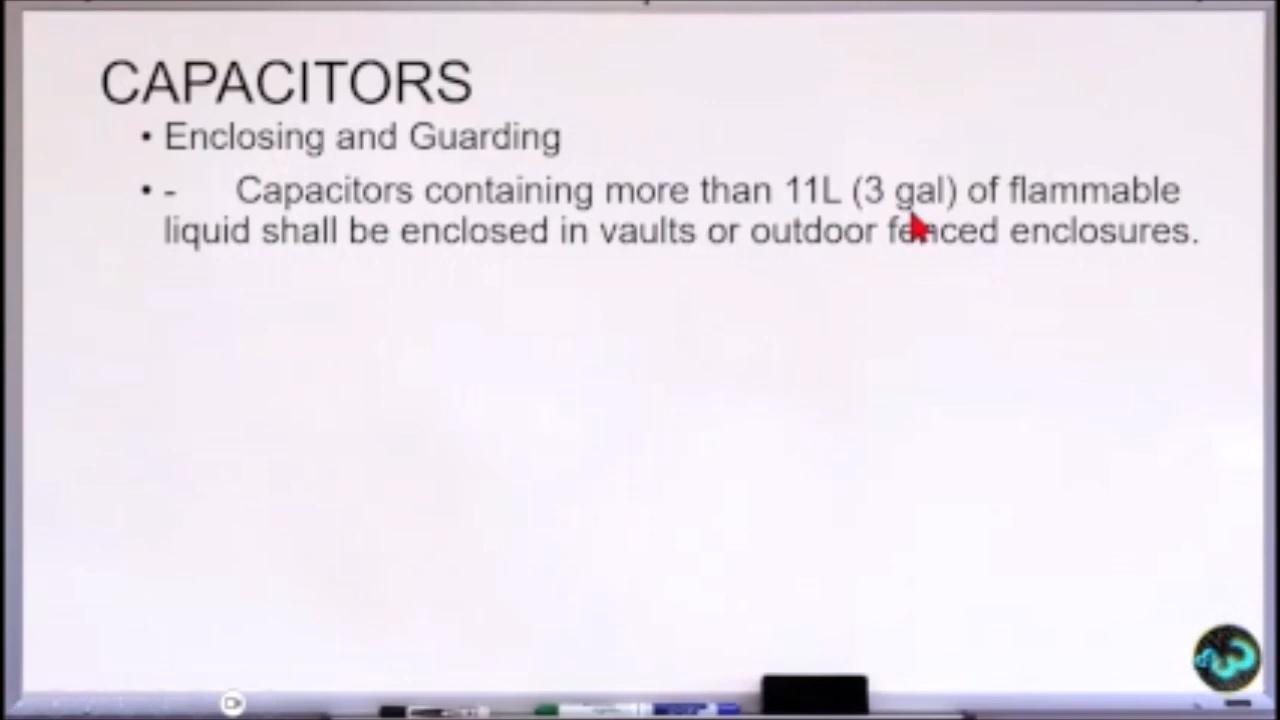 CAPACITORS
• Enclosing and Guarding
• - Capacitors containing more than 11L (3 gal) of flammable
liquid shall be enclosed in vaults or outdoor fenced enclosures.